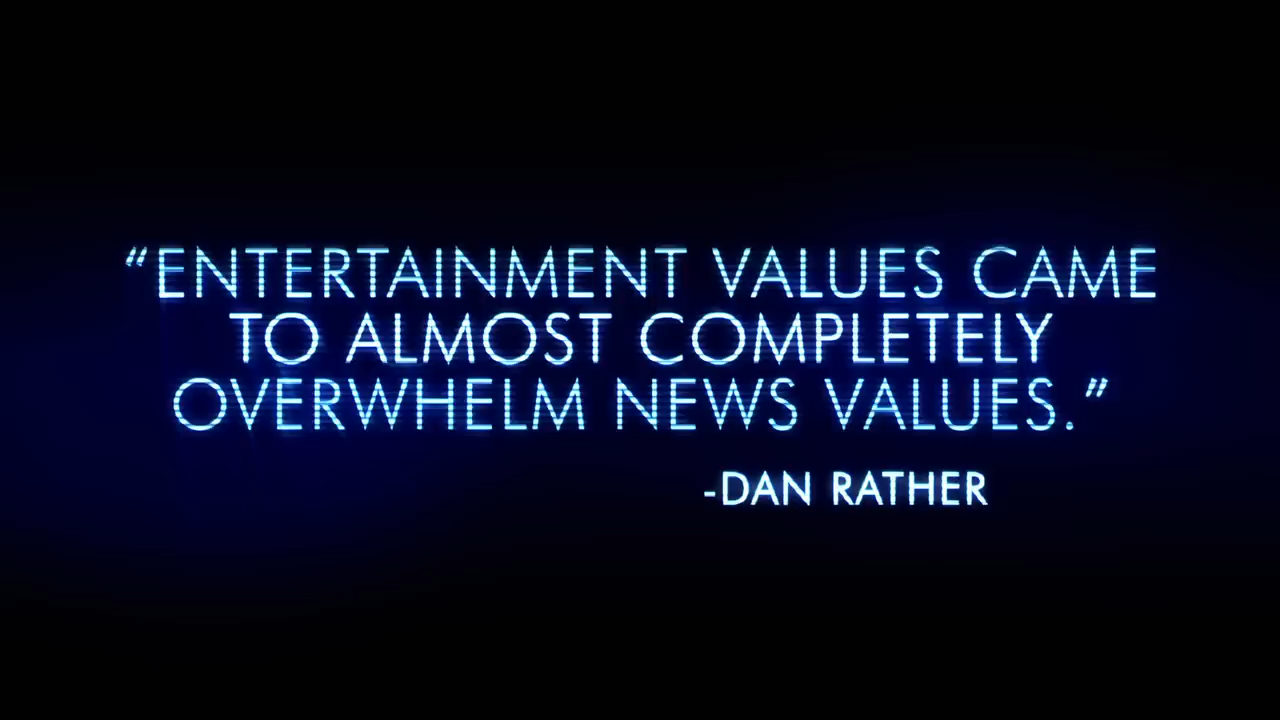 “ENTERTAINMENT VALUES CAME
TO ALMOST COMPLETELY
OVERWHELM NEWS VALUES.”
-DAN RATHER